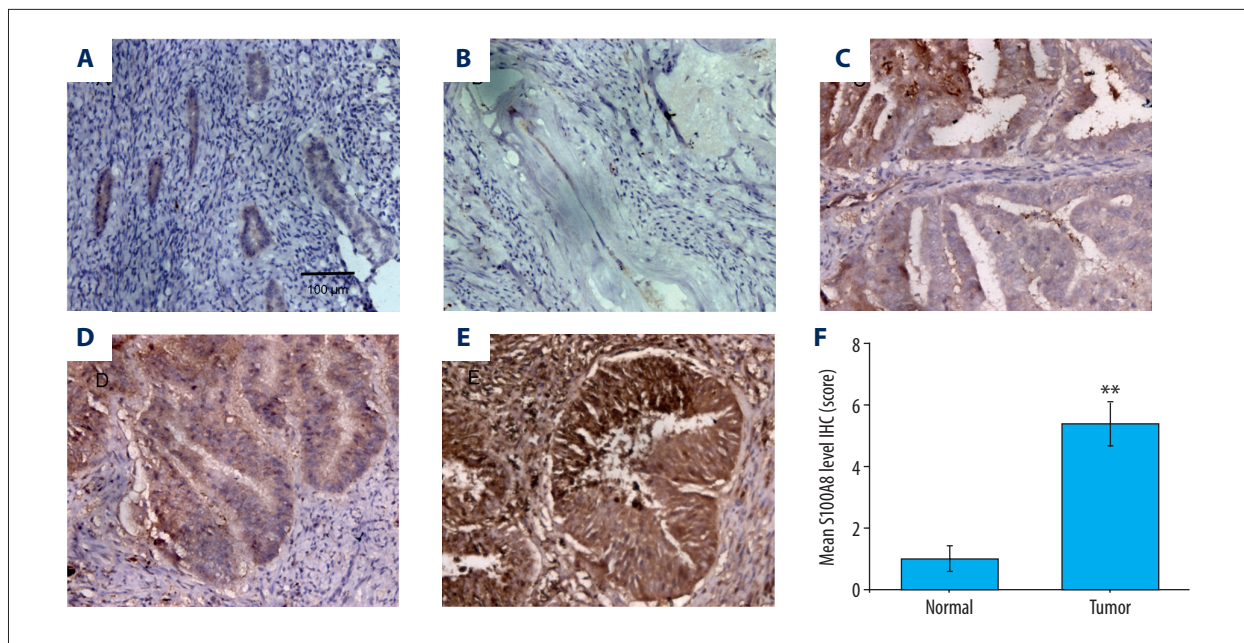 A
B
C
100 μm
D
D
E
E
F
Mean S100A8 level IHC (score)
8
6
4
2
0
**
Normal
Tumor